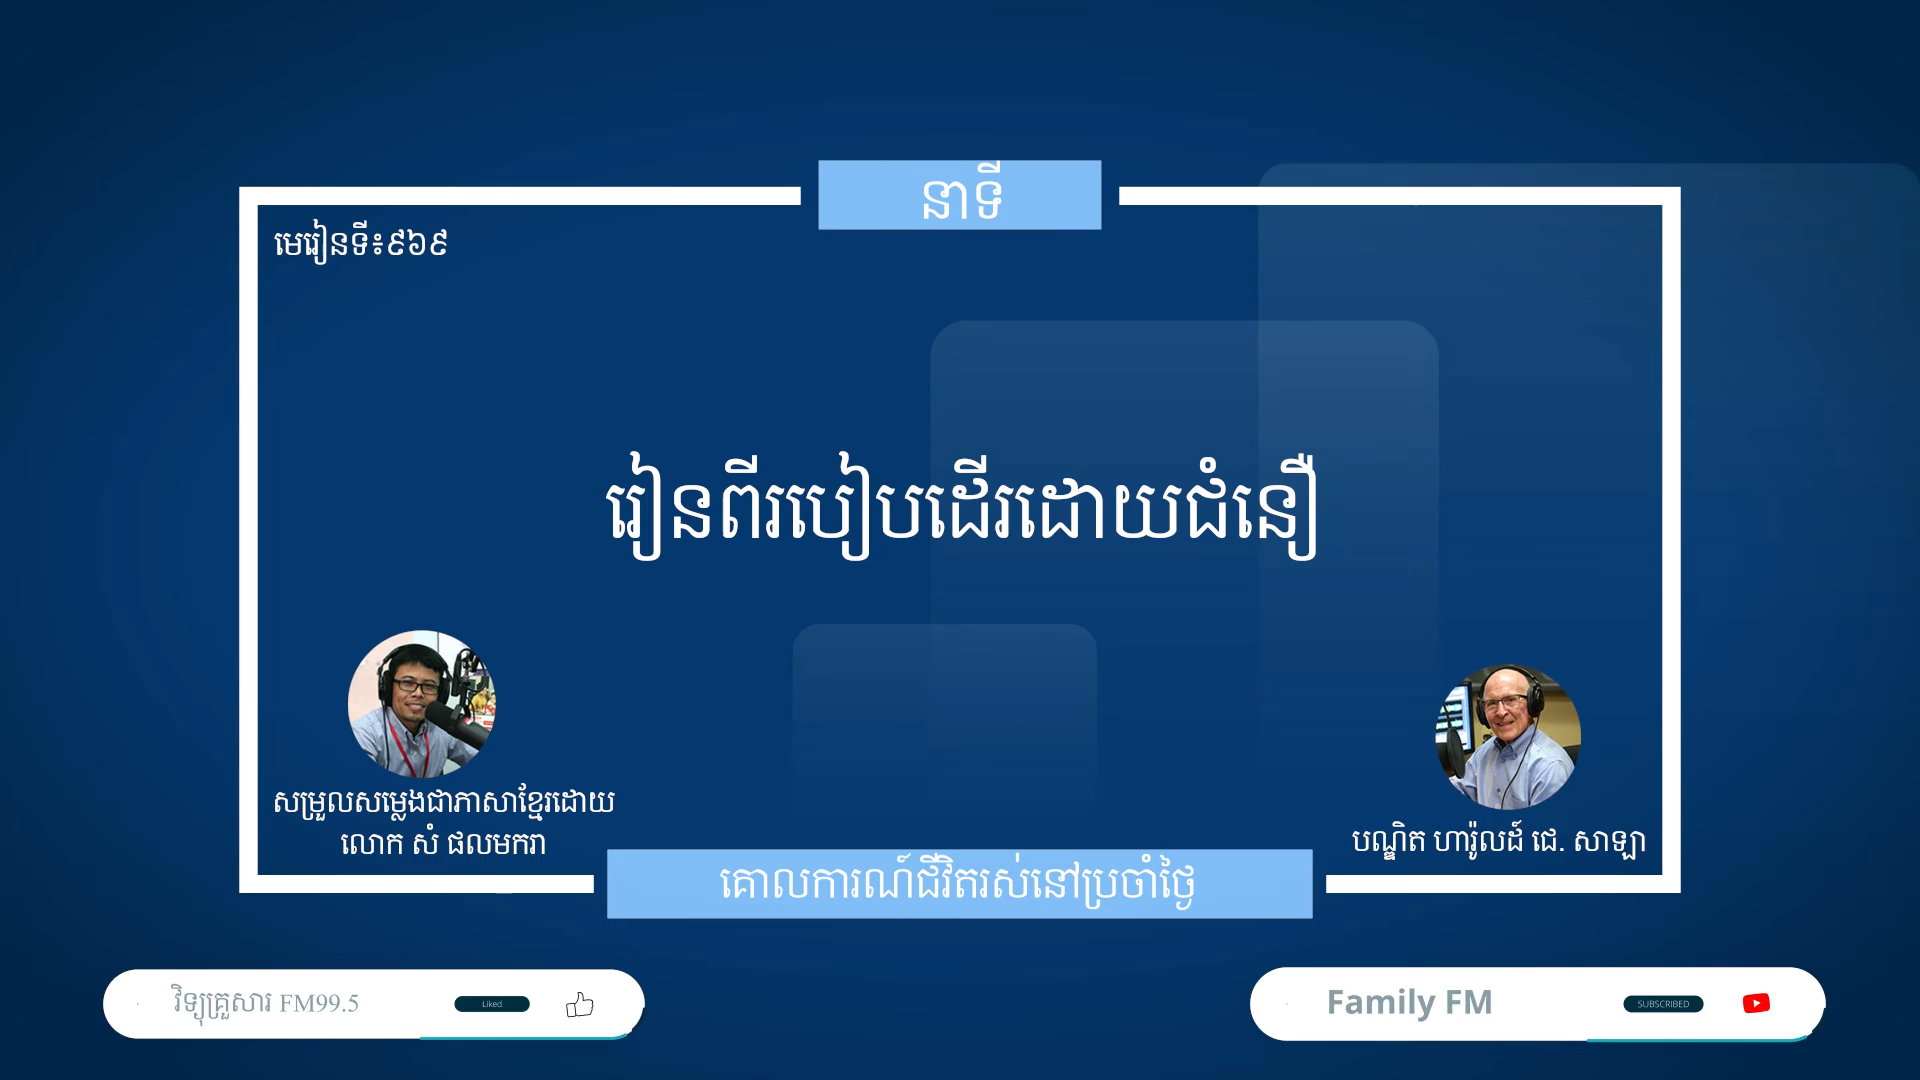 នាទី
មេរៀនទី៖៩៦៩
រៀនពីរបៀបដើរដោយជំនឿ
សម្រួលសម្លេងជាភាសាខ្មែរដោយ
លោក សំ ផលមករា
បណ្ឌិត ហារ៉ូលដ៍ ជេ. សាឡា
គោលការណ៍ជីវិតរស់នៅប្រចាំថ្ងៃ
វិទ្យុគ្រួសារ FM99.5
Liked
Family FM
SUBSCRIBED